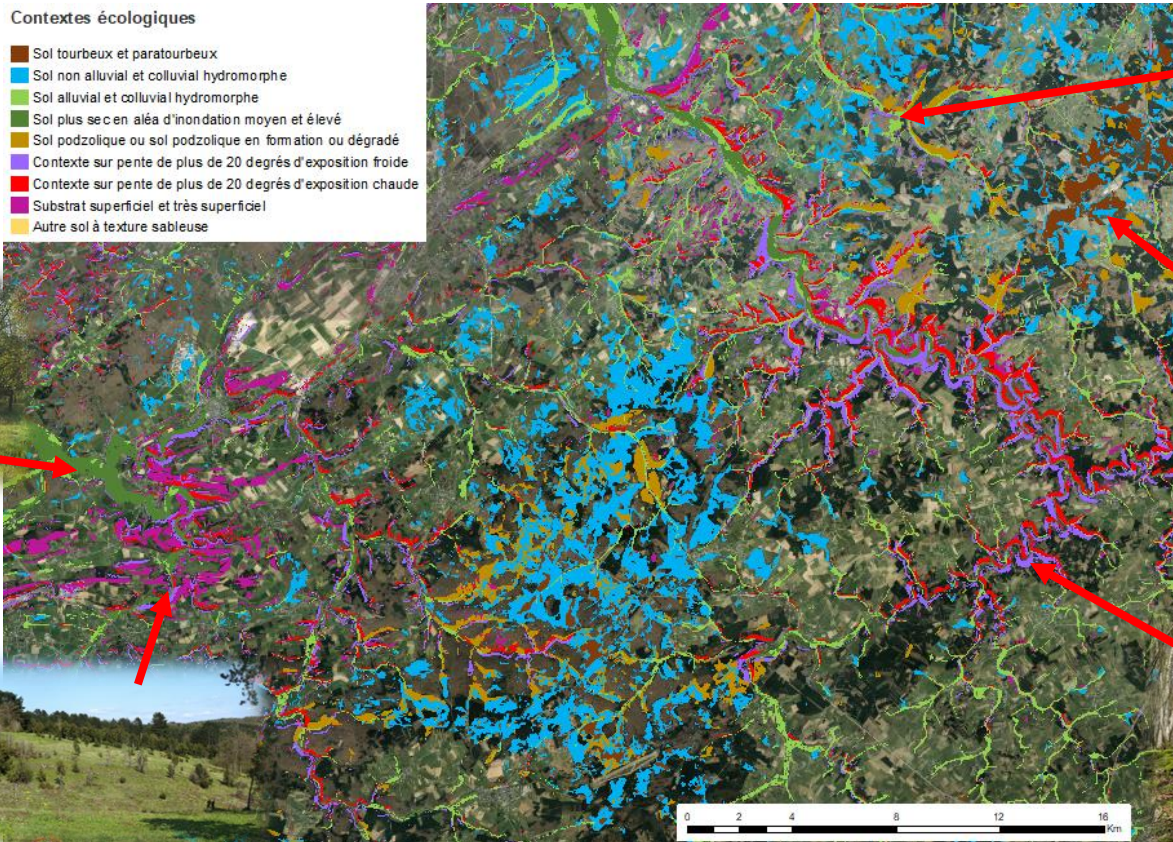 Contextes écologiques
Sol tourbeux et paratourbeux
Sol non alluvial et colluvial hydromorphe
Sol alluvial et colluvial hydromorphe
Sol plus sec en aléa d'inondation moyen et élevé
Sol podzolique ou sol podzolique en formation ou dégradé
Contexte sur pente de plus de 20 degrés d'exposition froide
Contexte sur pente de plus de 20 degrés d'exposition chaude
Substrat superficiel et très superficiel
Autre sol à texture sableuse
0 2 4 8 12 16
Km